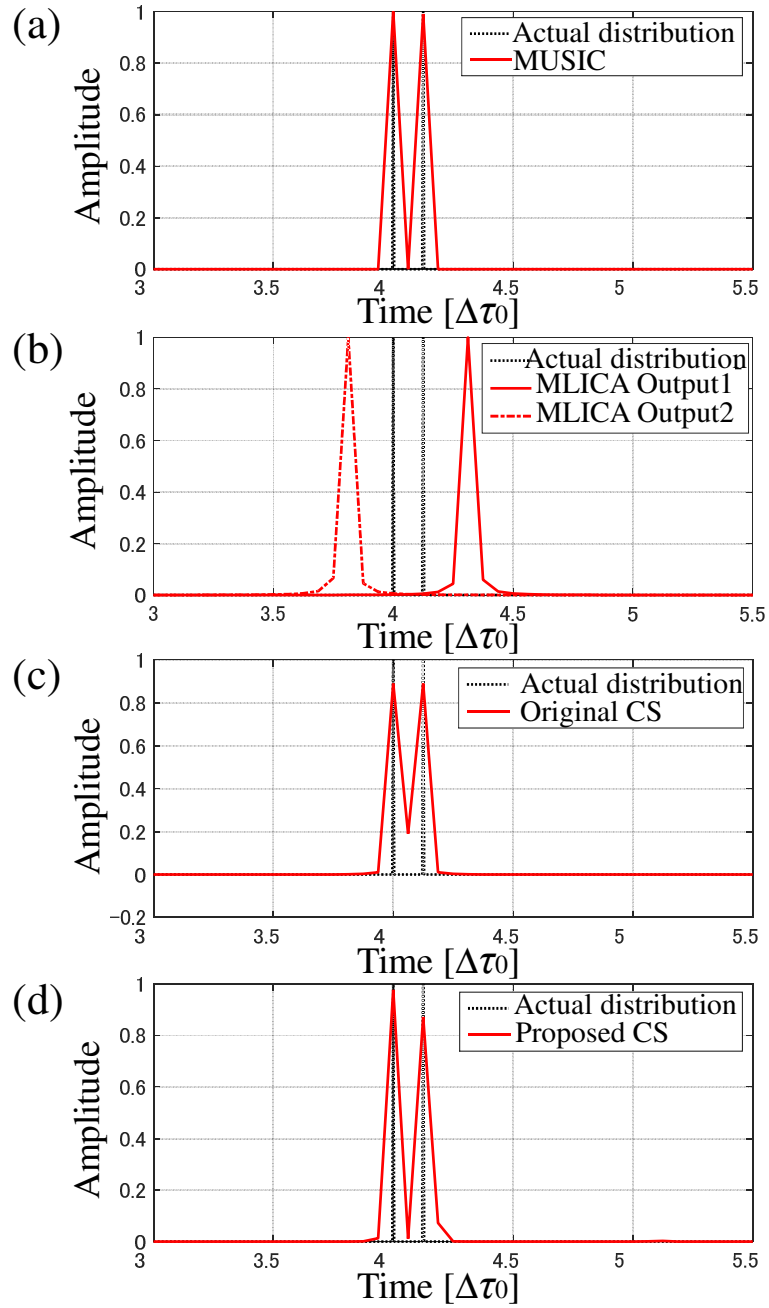 (a)
Amplitude
1
0.8
0.6
0.4
0.2
0
Actual distribution
MUSIC
3
3.5
4
4.5
5
5.5
Time [Δτ0]
(b)
Amplitude
1
0.8
0.6
0.4
0.2
0
Actual distribution
MLICA Output1
MLICA Output2
3
3.5
4
4.5
5
5.5
Time [Δτ0]
(c)
Amplitude
1
0.8
0.6
0.4
0.2
0
−0.2
Actual distribution
Original CS
3
3.5
4
4.5
5
5.5
Time [Δτ0]
(d)
Amplitude
1
0.8
0.6
0.4
0.2
0
Actual distribution
Proposed CS
3
3.5
4
4.5
5
5.5
Time [Δτ0]